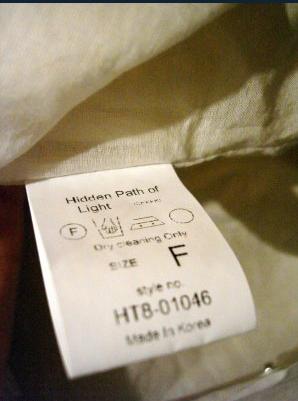 Hidden Path of
Light
F
Dry cleaning Only
SIZE F
style no.
HT8-01046
Made In Korea